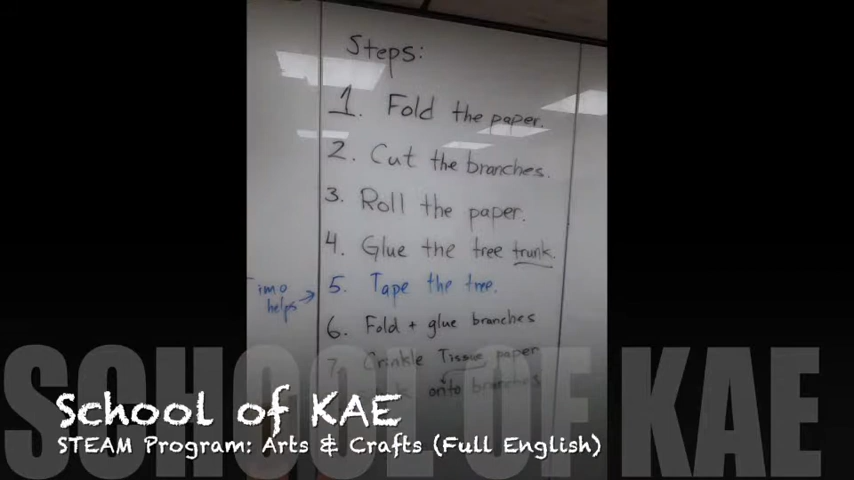 Steps:
1. Fold the paper.
2. Cut the branches.
3. Roll the paper.
4. Glue the tree trunk.
5. Tape the tree.
Timo
helps →
6. Fold + glue branches
7. Crinkle Tissue paper
onto branches
SCHOOL OF KAE
School of KAE
STEAM Program: Arts & Crafts (Full English)